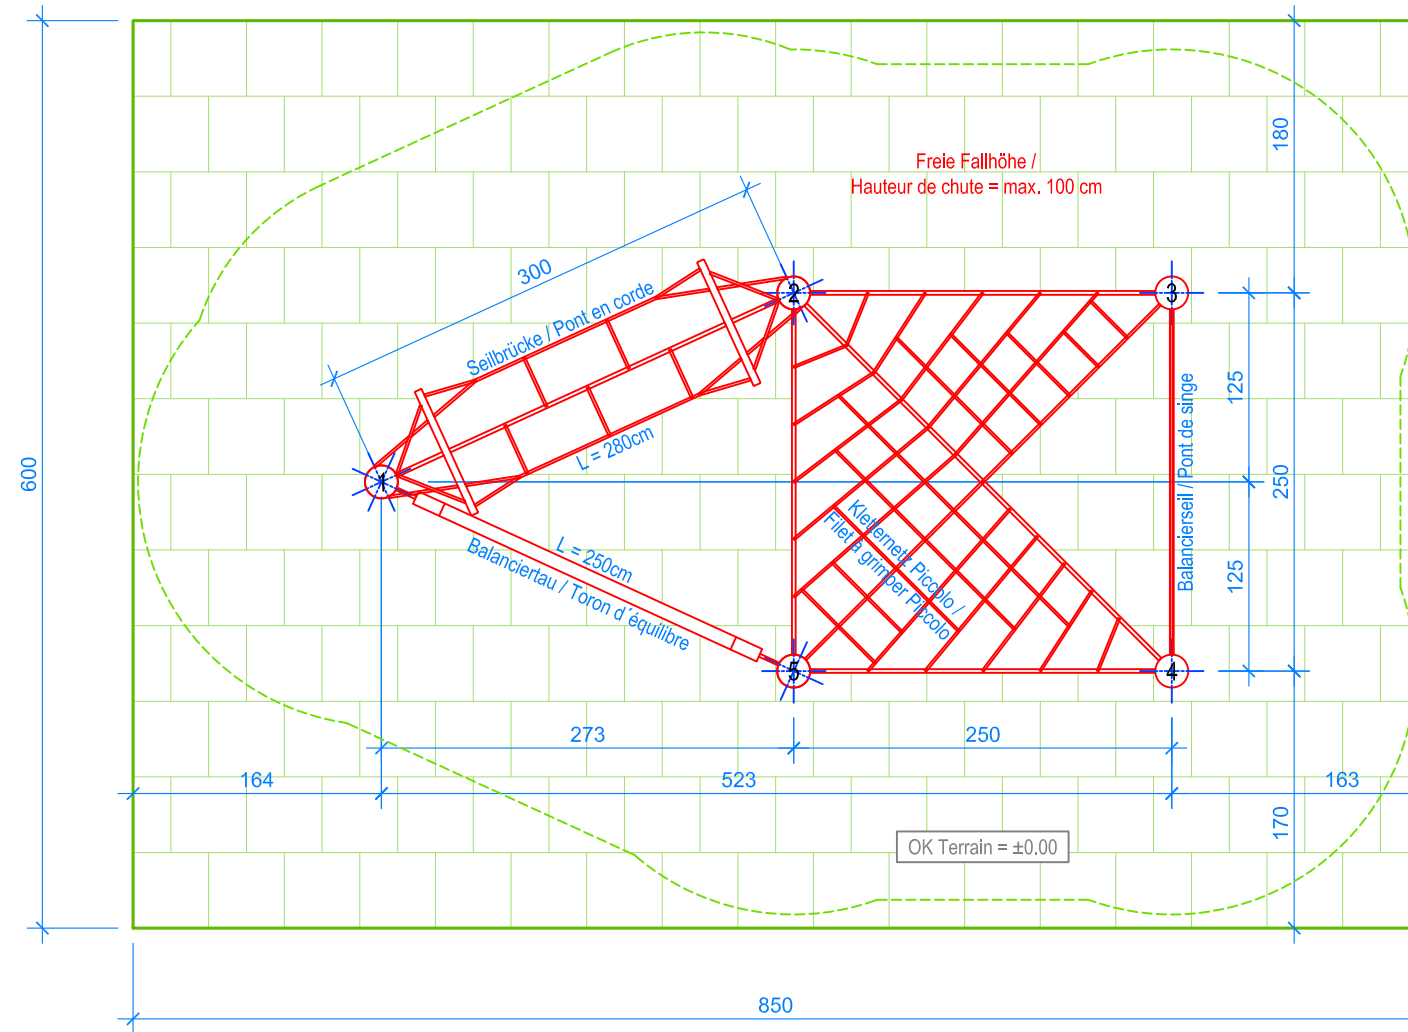 180
Freie Fallhöhe /
Hauteur de chute = max. 100 cm
300
Seilbrücke / Pont en corde
2
3
L = 280cm
125
600
1
250
Balancierseil / Pont de singe
Kletternetz Piccolo /
Filet à grimper Piccolo
L = 250cm
Balanciertau / Toron d´équilibre
125
5
4
273
250
164
523
163
170
OK Terrain = ±0.00
850